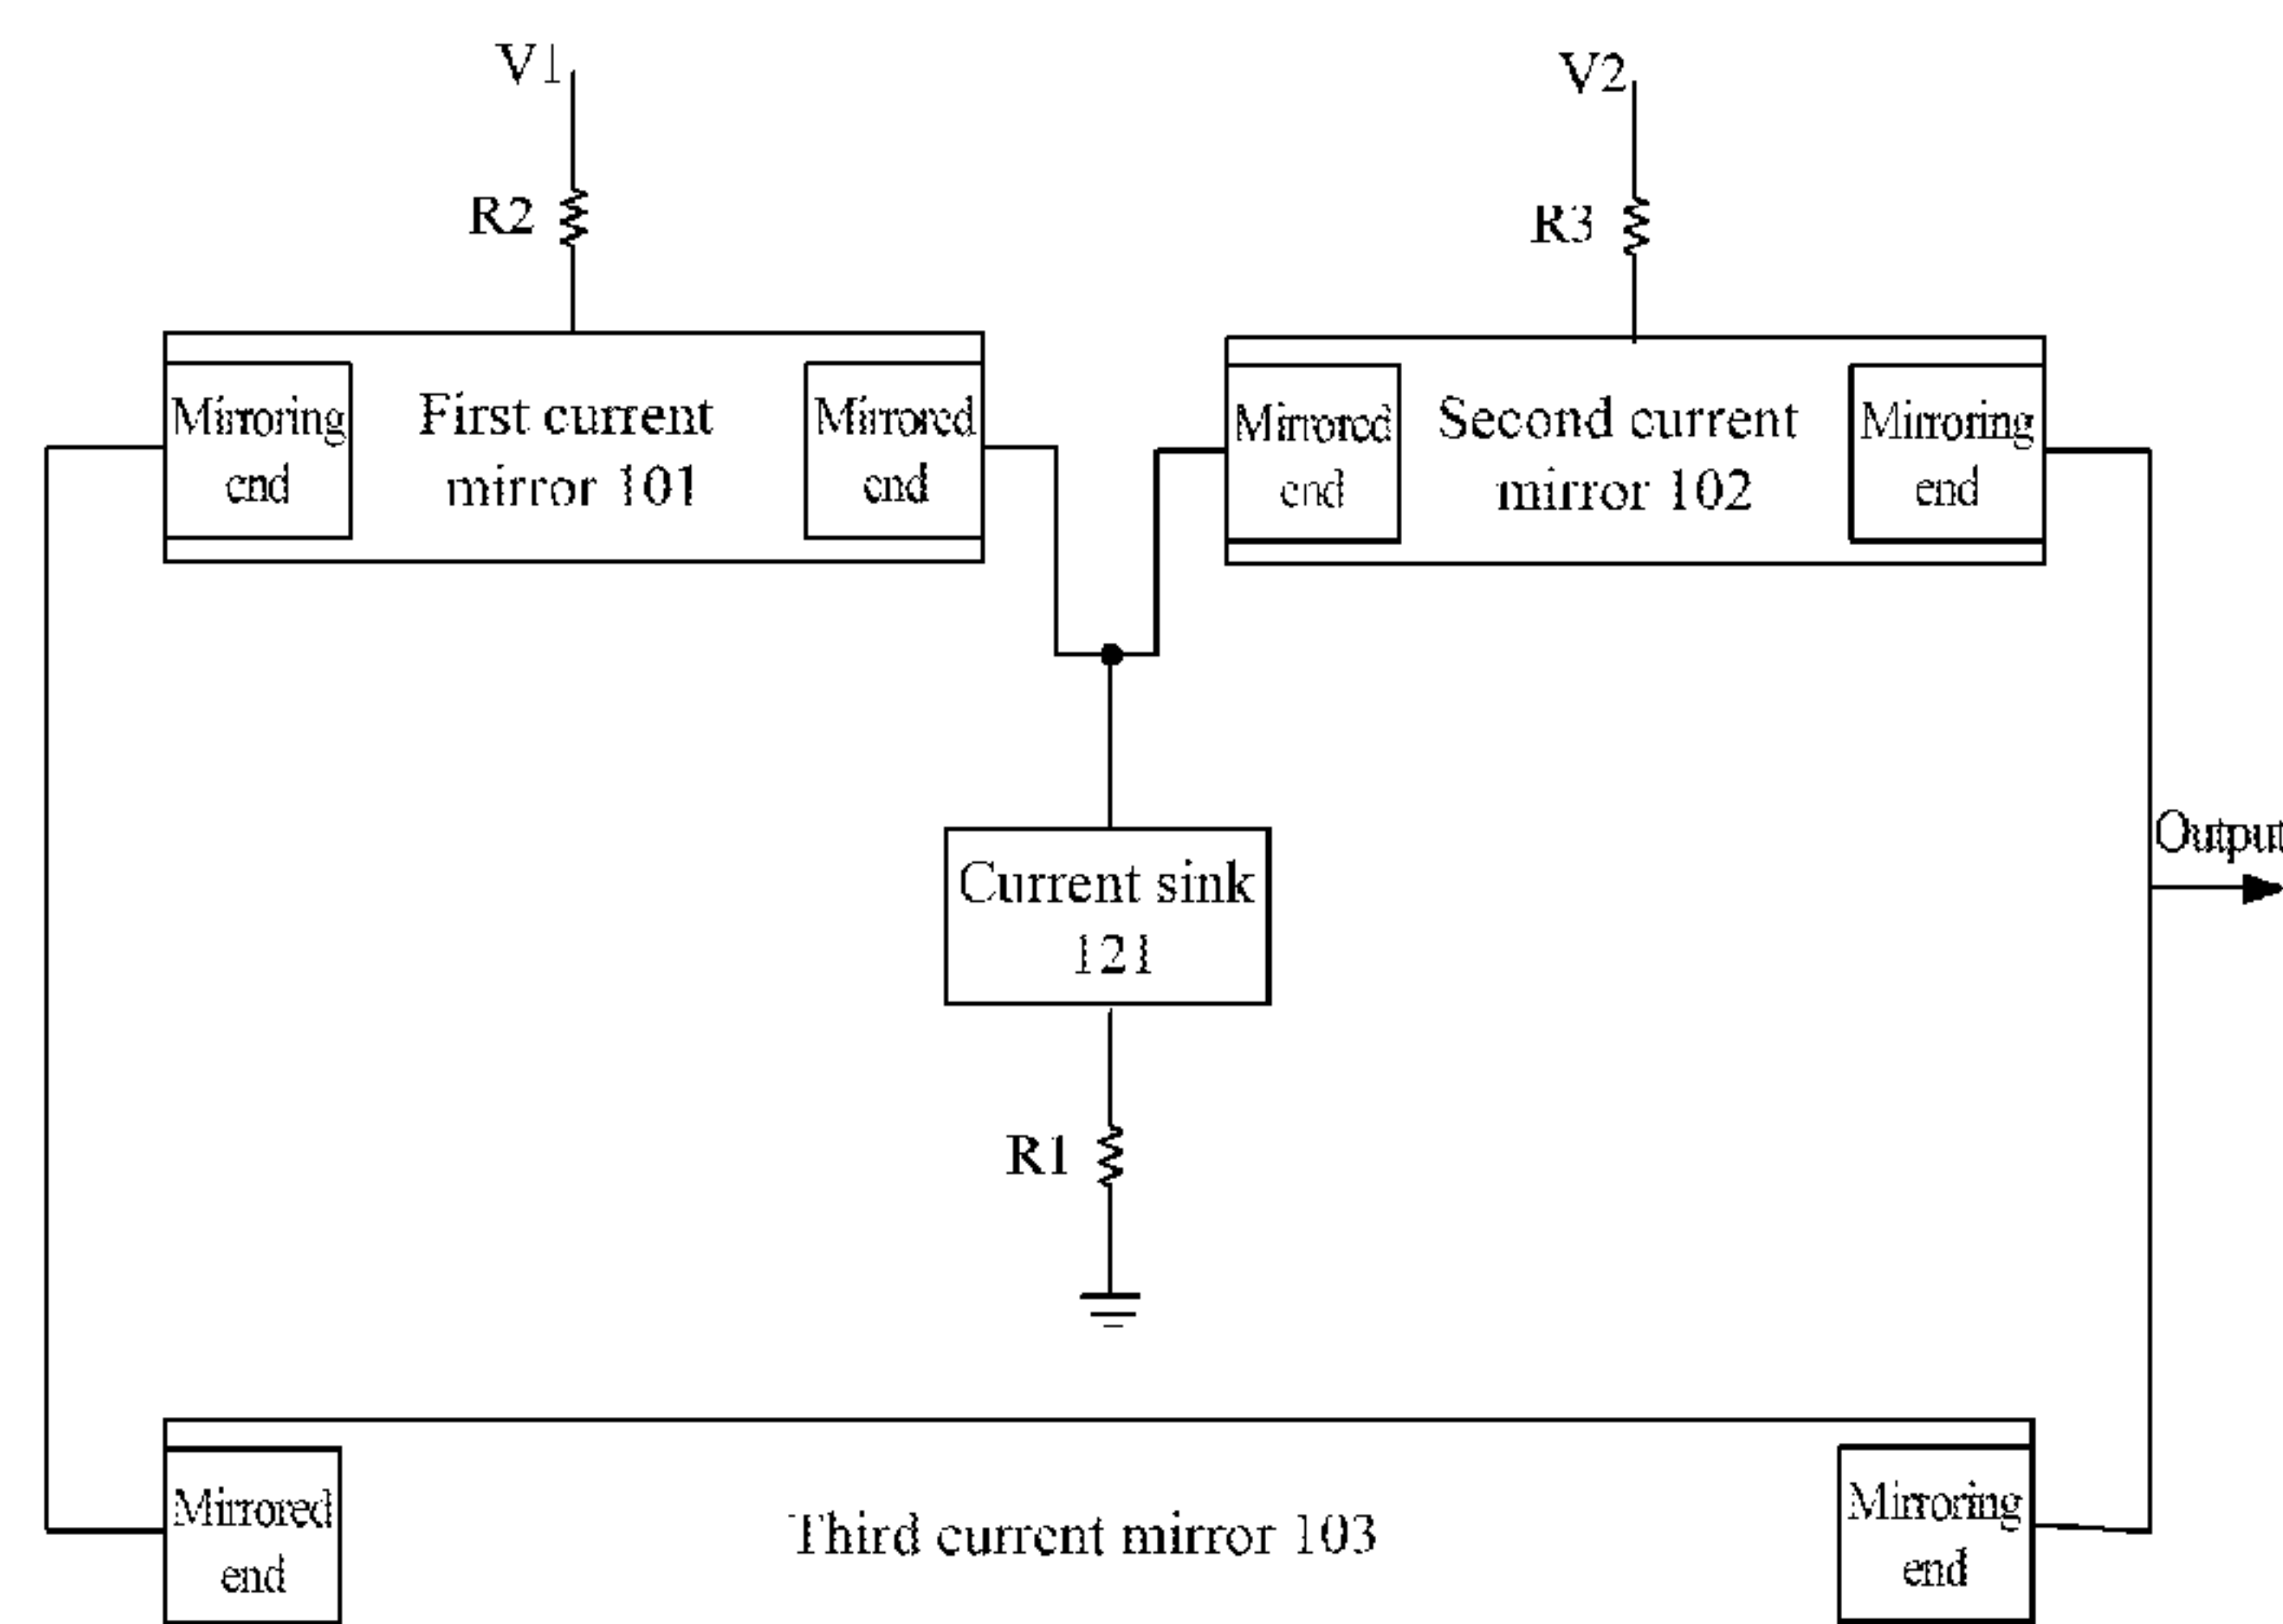 V1
V2
R2
R3
Mirroring
end
First current
mirror 101
Mirrored
end
Mirrored
end
Second current
mirror 102
Mirroring
end
Output
Current sink
121
R1
Mirrored
end
Third current mirror 103
Mirroring
end